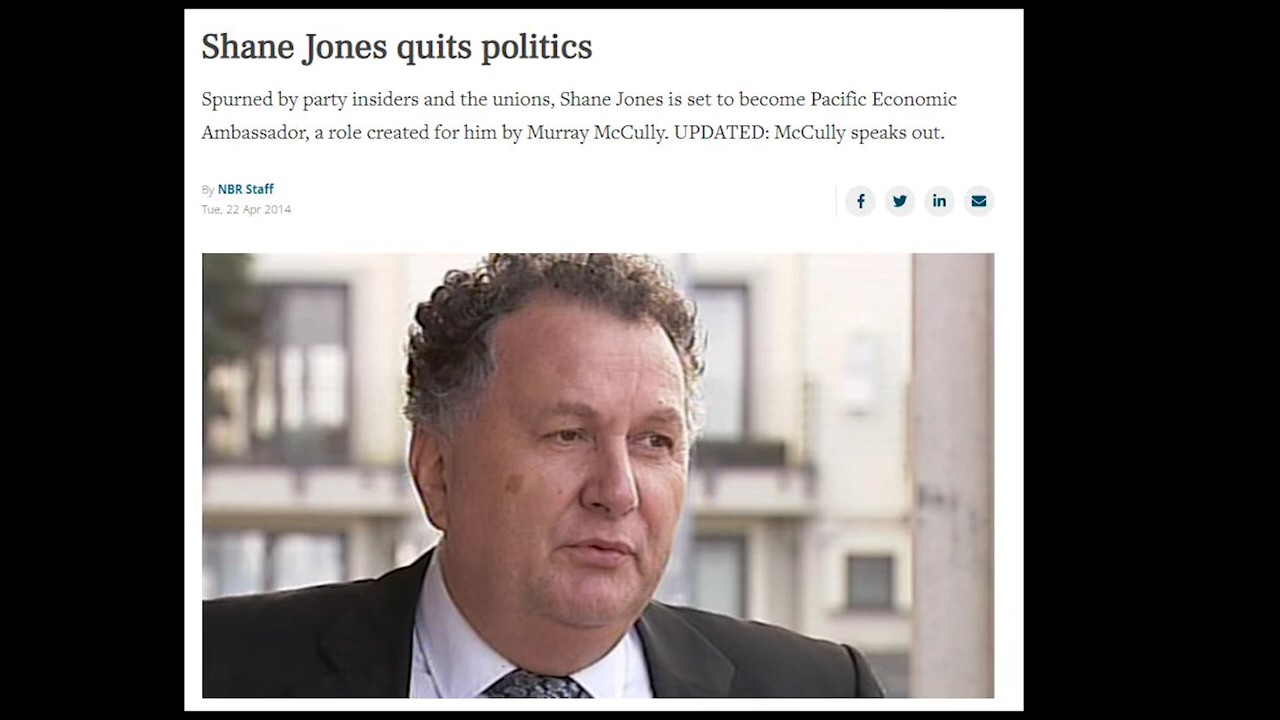 Shane Jones quits politics
Spurned by party insiders and the unions, Shane Jones is set to become Pacific Economic
Ambassador, a role created for him by Murray McCully. UPDATED: McCully speaks out.
By NBR Staff
Tue, 22 Apr 2014